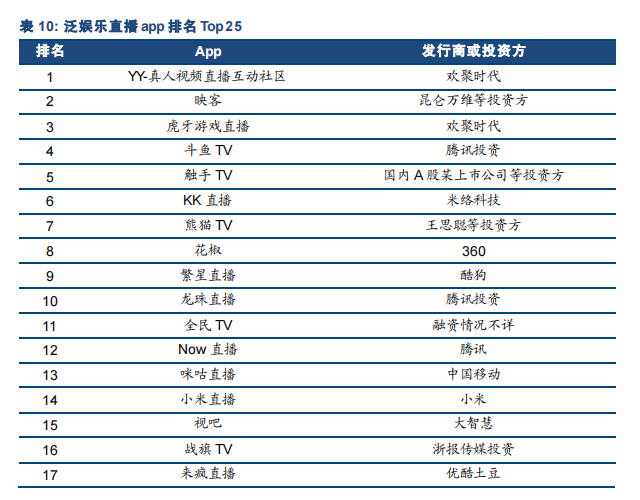 表 10: 泛娱乐直播 app 排名 Top25
排名 App 发行商或投资方
1 YY-真人视频直播互动社区 欢聚时代
2 映客 昆仑万维等投资方
3 虎牙游戏直播 欢聚时代
4 斗鱼 TV 腾讯投资
5 触手 TV 国内 A 股某上市公司等投资方
6 KK 直播 米络科技
7 熊猫 TV 王思聪等投资方
8 花椒 360
9 繁星直播 酷狗
10 龙珠直播 腾讯投资
11 全民 TV 融资情况不详
12 Now 直播 腾讯
13 咪咕直播 中国移动
14 小米直播 小米
15 视吧 大智慧
16 战旗 TV 浙报传媒投资
17 来疯直播 优酷土豆